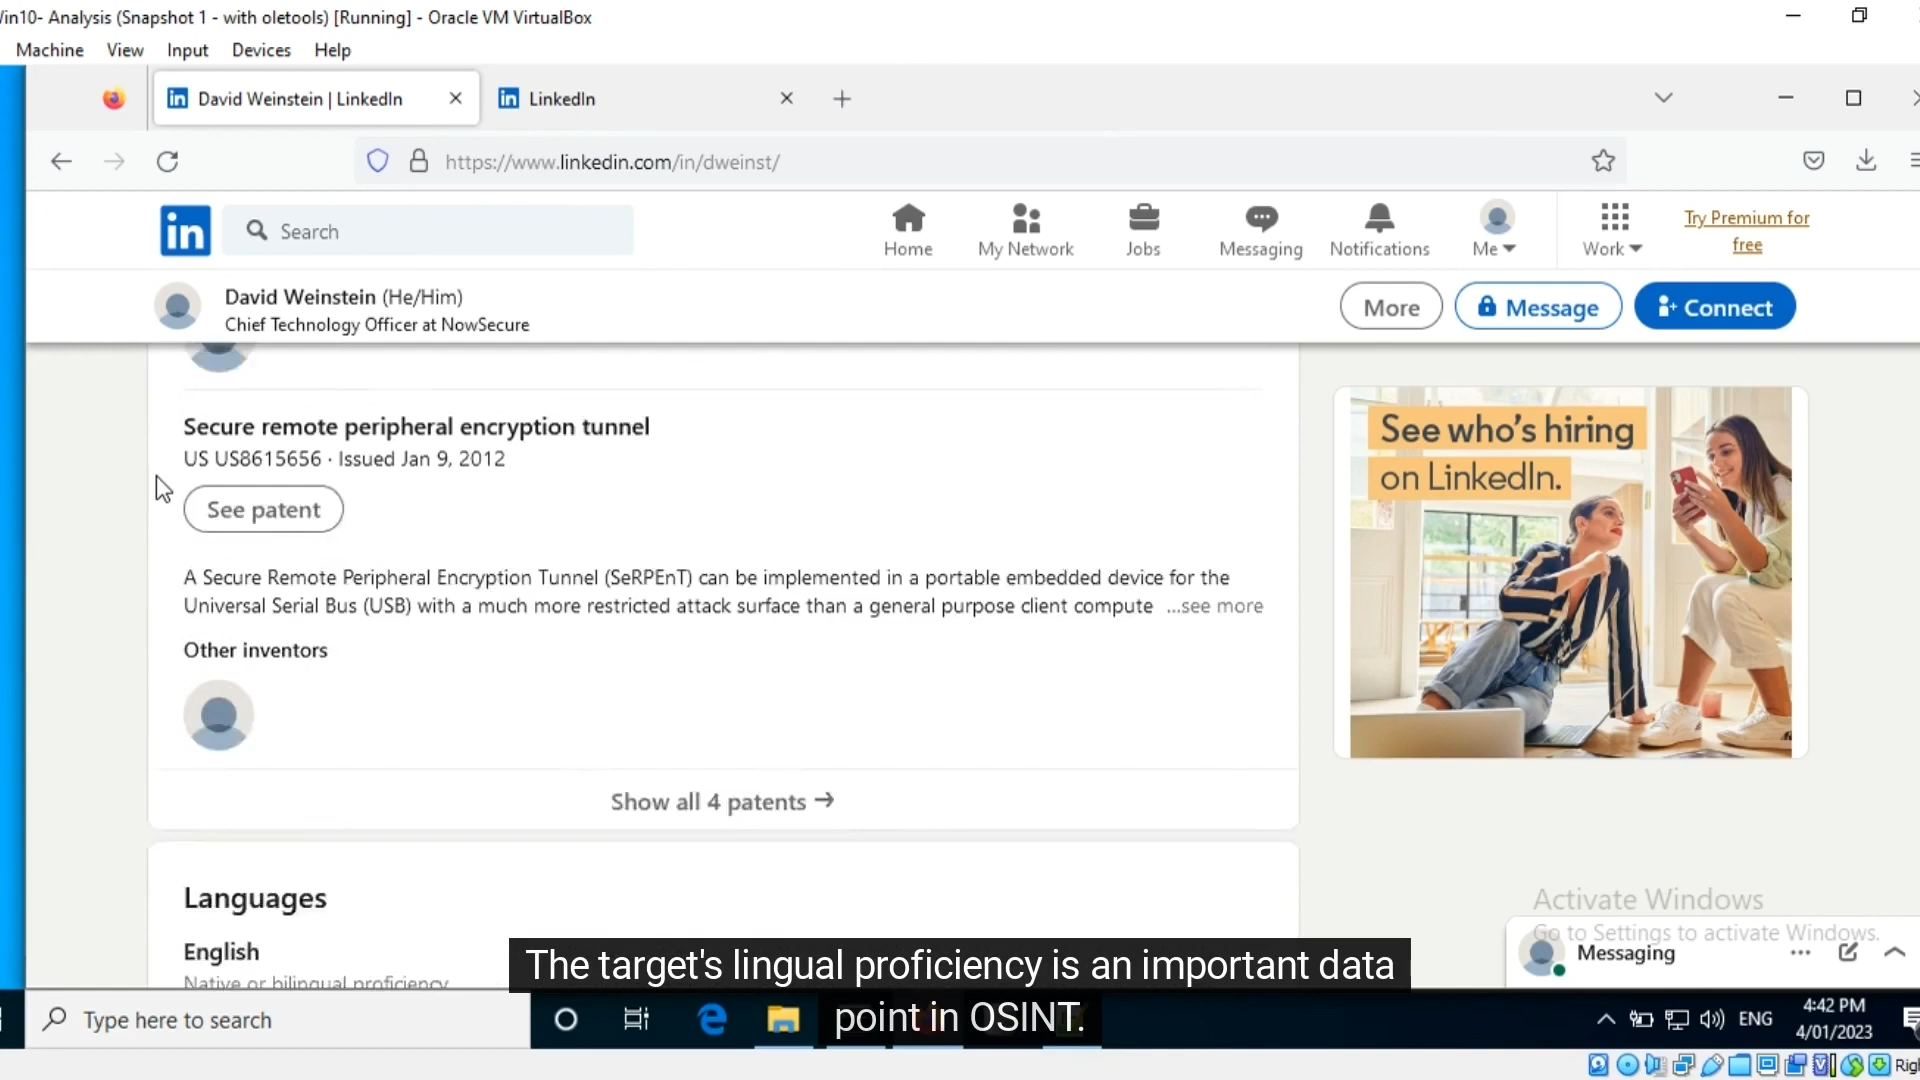 Win10- Analysis (Snapshot 1 - with oletools) [Running] - Oracle VM VirtualBox
Machine View Input Devices Help
David Weinstein | LinkedIn
LinkedIn
https://www.linkedin.com/in/dweinst/
in
Search
Home
My Network
Jobs
Messaging
Notifications
Me
Work
Try Premium for
free
David Weinstein (He/Him)
Chief Technology Officer at NowSecure
More
Message
Connect
Secure remote peripheral encryption tunnel
US US8615656 · Issued Jan 9, 2012
See patent
A Secure Remote Peripheral Encryption Tunnel (SeRPEnT) can be implemented in a portable embedded device for the
Universal Serial Bus (USB) with a much more restricted attack surface than a general purpose client compute ...see more
Other inventors
Show all 4 patents →
See who's hiring
on LinkedIn.
Languages
English
Native or bilingual proficiency
Activate Windows
Go to Settings to activate Windows.
Messaging
The target's lingual proficiency is an important data
point in OSINT.
Type here to search
ENG
4:42 PM
4/01/2023
Righ